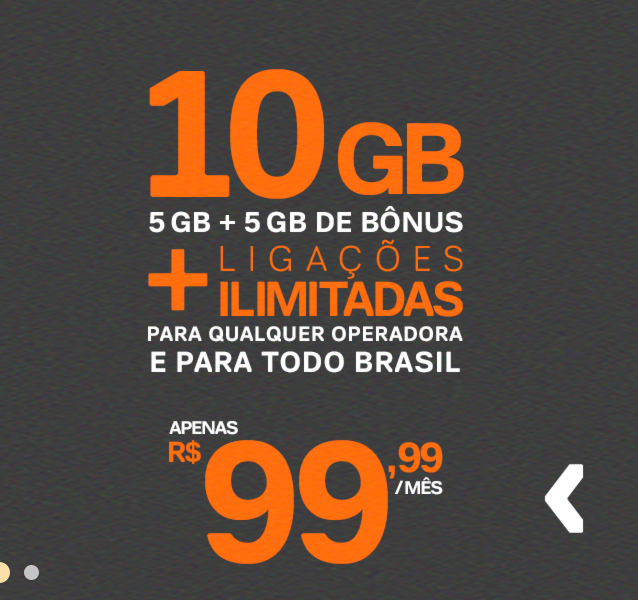 10 GB
5 GB + 5 GB DE BÔNUS
+ LIGAÇÕES
ILIMITADAS
PARA QUALQUER OPERADORA
E PARA TODO BRASIL
APENAS
R$ 99,99
/MÊS